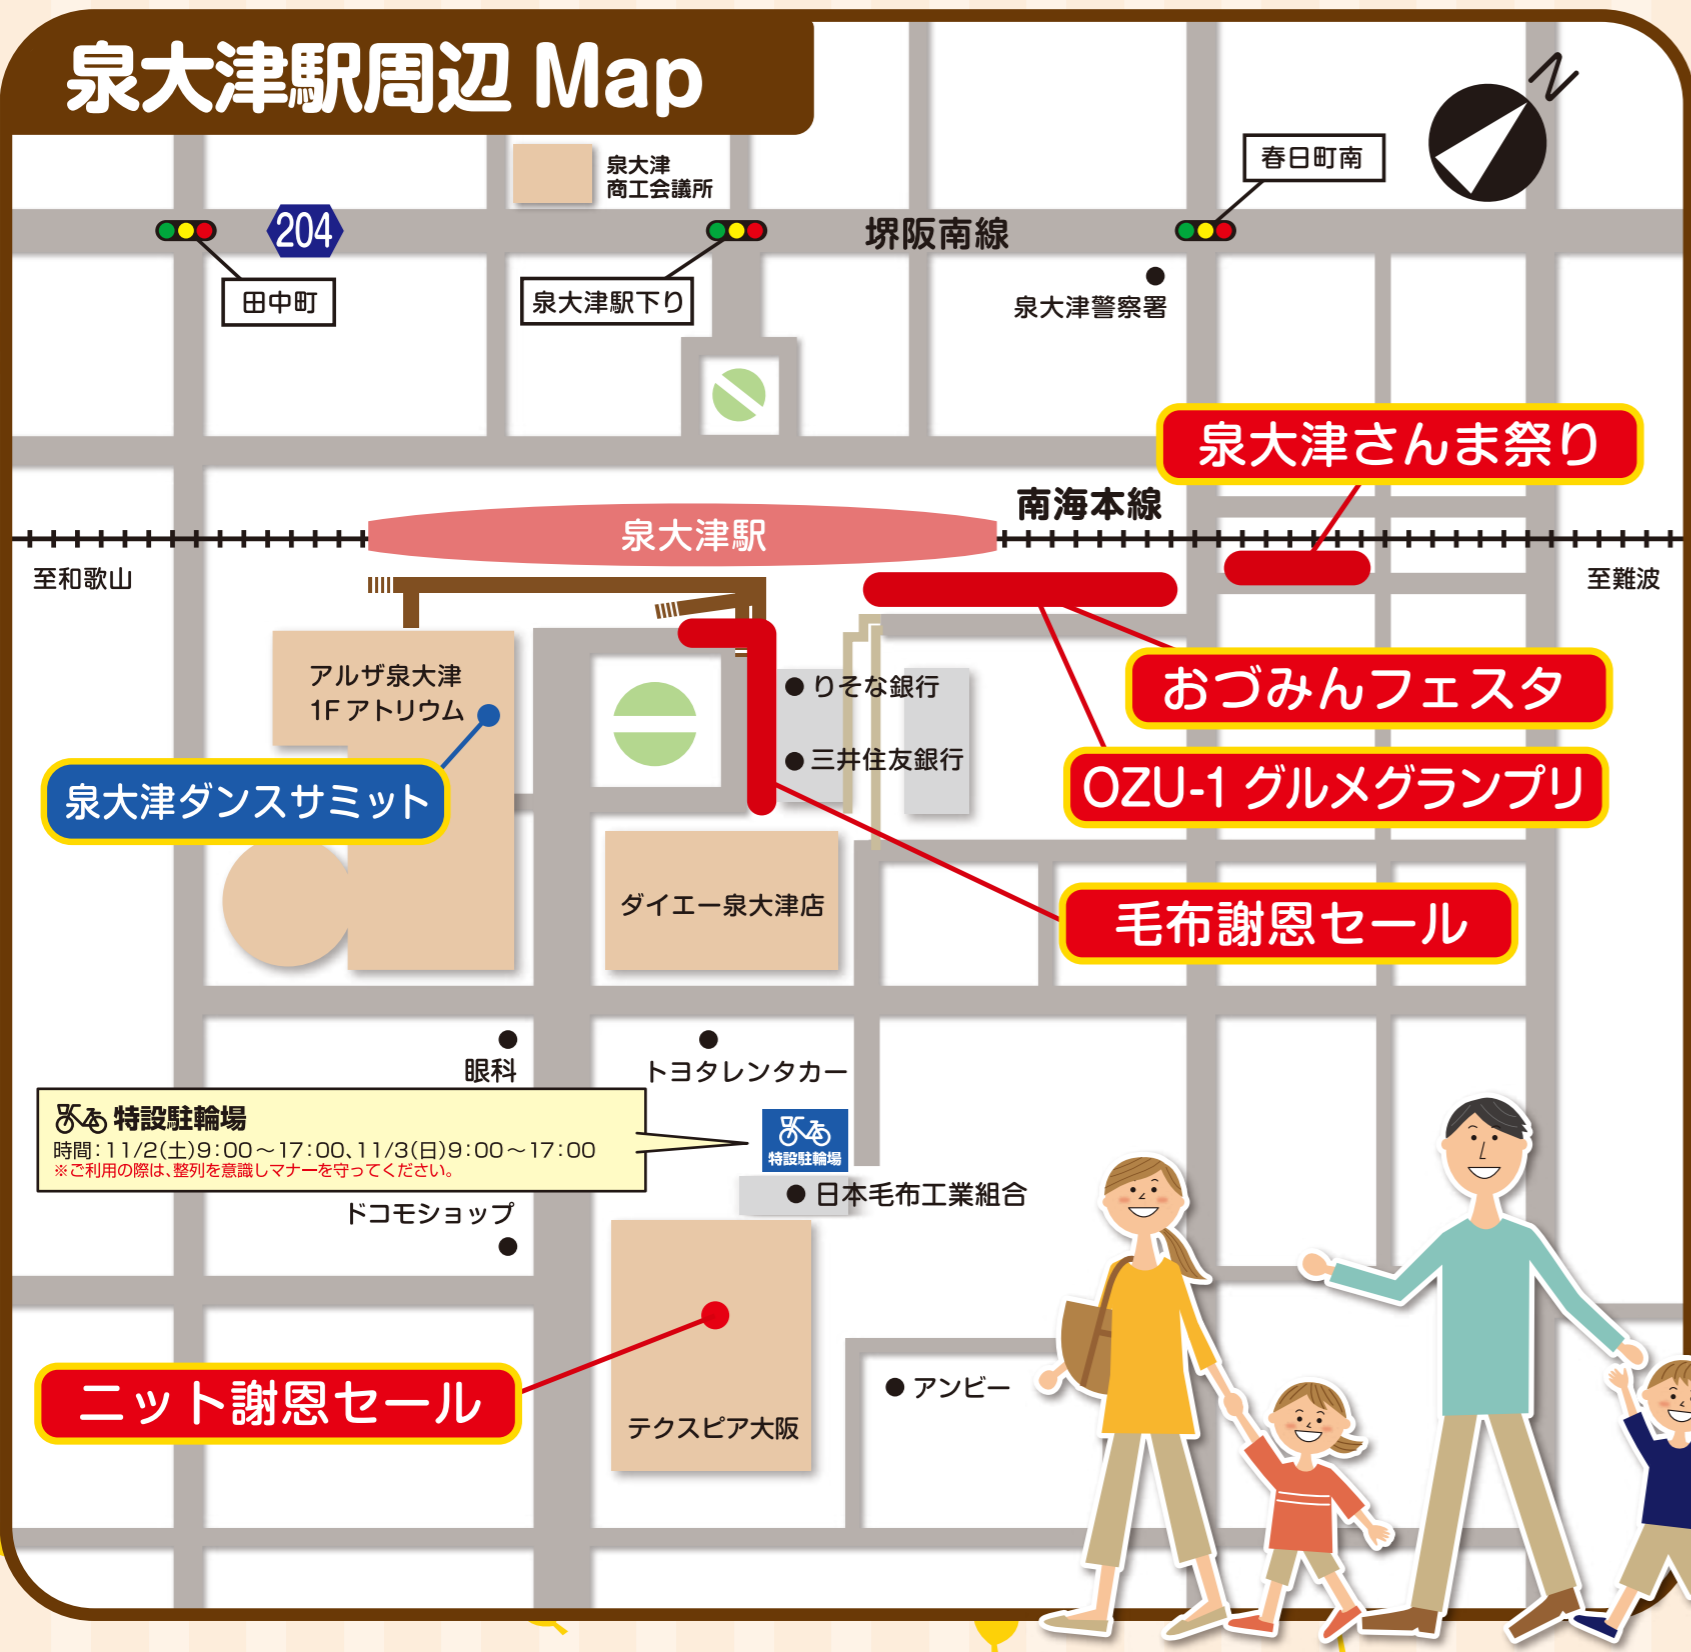 泉大津駅周辺 Map
N
泉大津
商工会議所
春日町南
204
堺阪南線
田中町
泉大津駅下り
泉大津警察署
泉大津さんま祭り
南海本線
泉大津駅
至和歌山
至難波
アルザ泉大津
1F アトリウム
りそな銀行
おづみんフェスタ
三井住友銀行
OZU-1 グルメグランプリ
泉大津ダンスサミット
ダイエー泉大津店
毛布謝恩セール
眼科
トヨタレンタカー
特設駐輪場
時間：11/2(土)9：00～17：00、11/3(日)9：00～17：00
※ご利用の際は、整列を意識しマナーを守ってください。
特設駐輪場
日本毛布工業組合
ドコモショップ
ニット謝恩セール
アンビー
テクスピア大阪